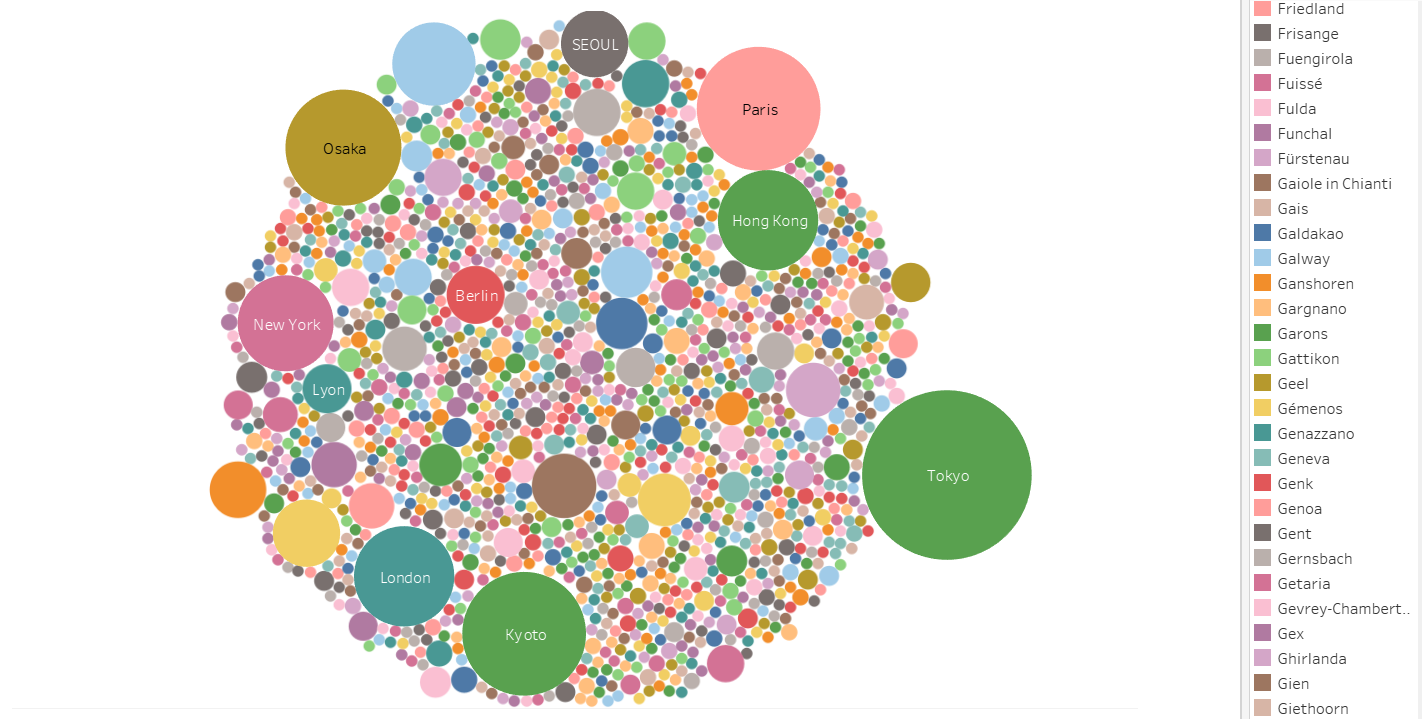 SEOUL
Paris
Osaka
Hong Kong
Berlin
New York
Lyon
Tokyo
London
Kyoto
Friedland
Frisange
Fuengirola
Fuissé
Fulda
Funchal
Fürstenau
Gaiole in Chianti
Gais
Galdakao
Galway
Ganshoren
Gargnano
Garons
Gattikon
Geel
Gémenos
Genazzano
Geneva
Genk
Genoa
Gent
Gernsbach
Getaria
Gevrey-Chambert..
Gex
Ghirlanda
Gien
Giethoorn